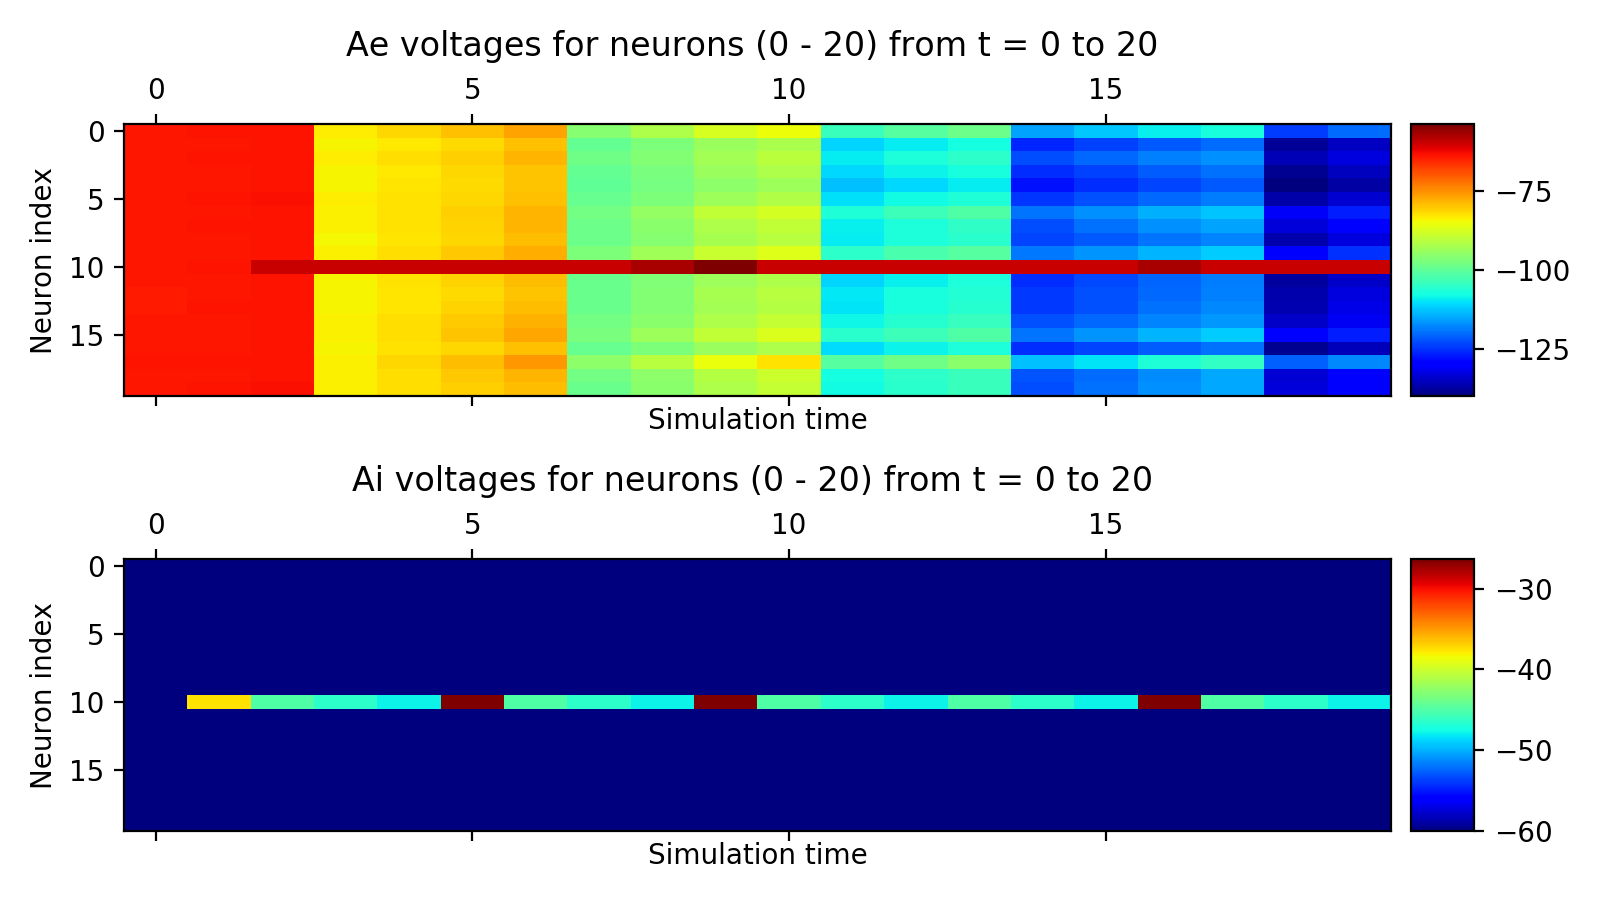 Ae voltages for neurons (0 - 20) from t = 0 to 20
0 5 10 15
Neuron index
0
5
10
15
−75
−100
−125
Simulation time
Ai voltages for neurons (0 - 20) from t = 0 to 20
0 5 10 15
Neuron index
0
5
10
15
−30
−40
−50
−60
Simulation time